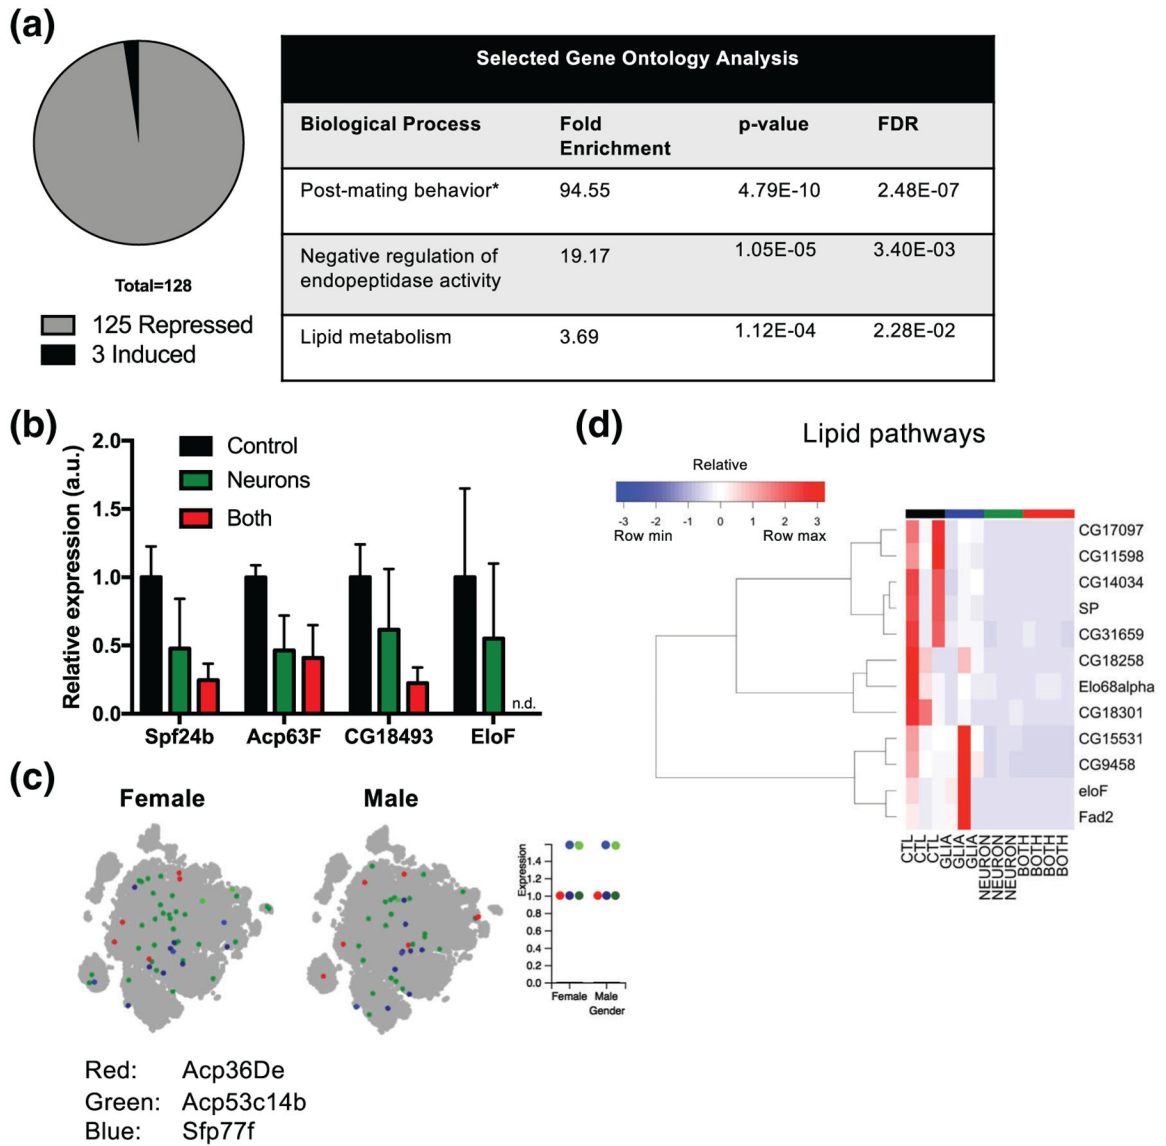 (a)
Total=128
125 Repressed
3 Induced
Selected Gene Ontology Analysis
Biological Process Fold Enrichment p-value FDR
Post-mating behavior* 94.55 4.79E-10 2.48E-07
Negative regulation of endopeptidase activity 19.17 1.05E-05 3.40E-03
Lipid metabolism 3.69 1.12E-04 2.28E-02
(b)
Relative expression (a.u.)
2.0
1.5
1.0
0.5
0.0
Control
Neurons
Both
n.d.
Spf24b Acp63F CG18493 EloF
(c)
Female Male
Expression
1.4
1.2
1.0
0.8
0.6
0.4
0.2
0.0
Female Male
Gender
Red: Acp36De
Green: Acp53c14b
Blue: Sfp77f
(d)
Lipid pathways
Relative
-3 -2 -1 0 1 2 3
Row min Row max
CG17097
CG11598
CG14034
SP
CG31659
CG18258
Elo68alpha
CG18301
CG15531
CG9458
eloF
Fad2
CTL
CTL
CTL
GLIA
GLIA
GLIA
NEURON
NEURON
NEURON
BOTH
BOTH
BOTH
BOTH